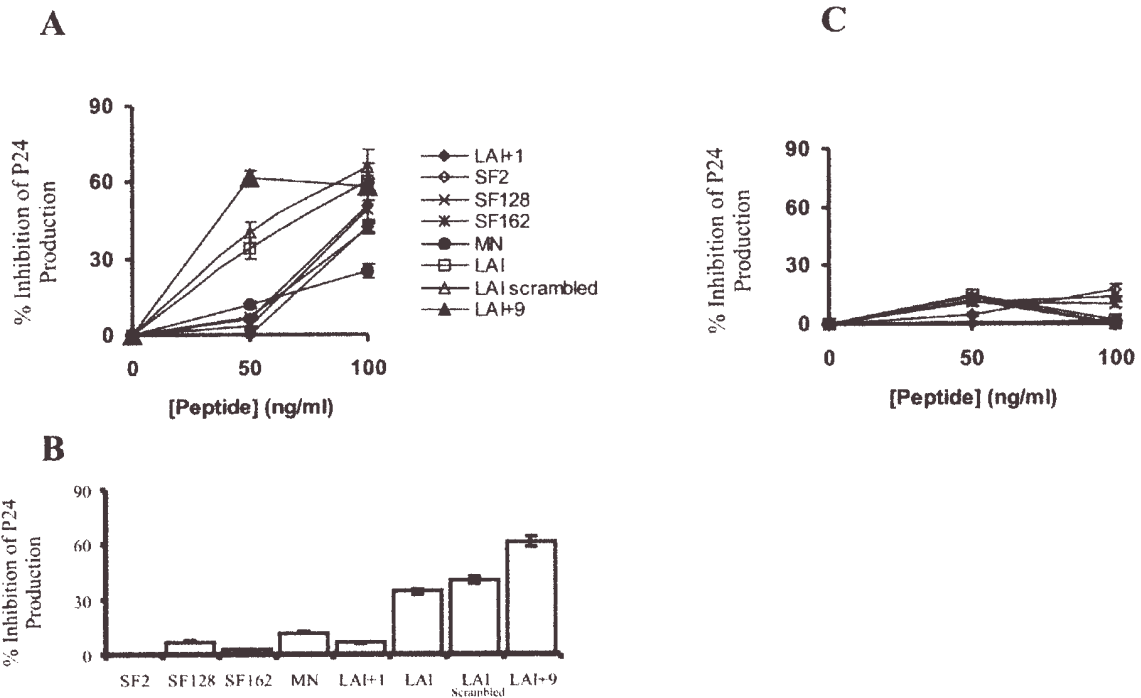 A
% Inhibition of P24
Production
90
60
30
0
0 50 100
[Peptide] (ng/ml)
LAI+1
SF2
SF128
SF162
MN
LAI
LAI scrambled
LAI+9
C
% Inhibition of P24
Production
90
60
30
0
0 50 100
[Peptide] (ng/ml)
B
% Inhibition of P24
Production
90
60
30
0
SF2 SF128 SF162 MN LAI+1 LAI LAI LAI+9
Scrambled